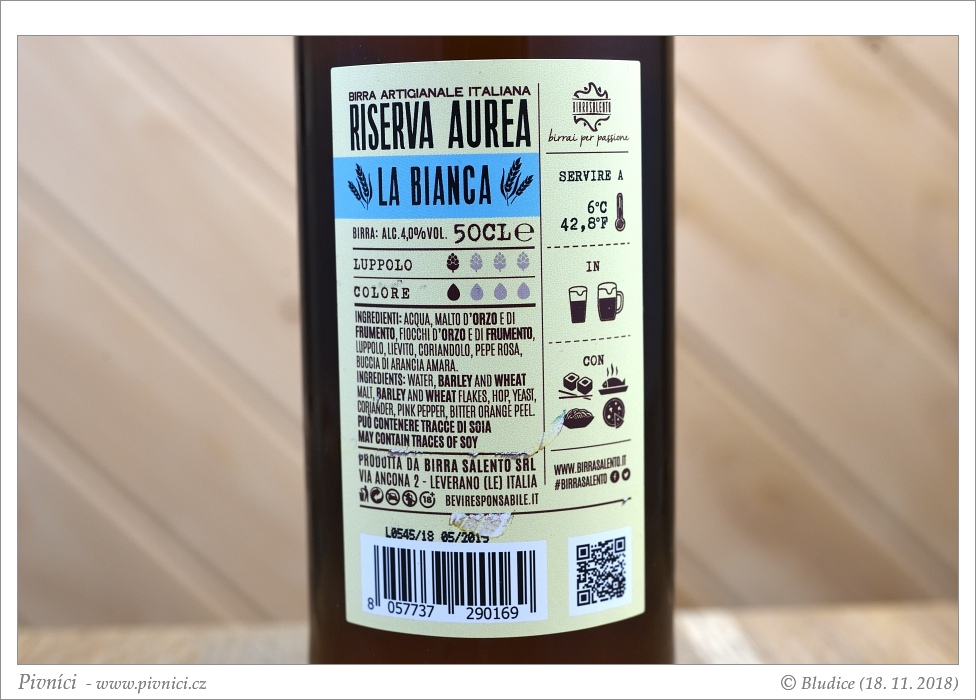 BIRRA ARTIGIANALE ITALIANA
RISERVA AUREA
LA BIANCA
BIRRA: ALC. 4,0% VOL. 50CL e
LUPPOLO
COLORE
INGREDIENTI: ACQUA, MALTO D'ORZO E DI
FRUMENTO, FIOCCHI D'ORZO E DI FRUMENTO,
LUPPOLO, LIEVITO, CORIANDOLO, PEPE ROSA,
BUCCIA DI ARANCIA AMARA.
INGREDIENTS: WATER, BARLEY AND WHEAT
MALT, BARLEY AND WHEAT FLAKES, HOP, YEAST,
CORIANDER, PINK PEPPER, BITTER ORANGE PEEL.
PUÒ CONTENERE TRACCE DI SOIA
MAY CONTAIN TRACES OF SOY
PRODOTTA DA BIRRA SALENTO SRL
VIA ANCONA 2 - LEVERANO (LE) ITALIA
18+ BEVIRESPONSABILE.IT
L0545/18 05/2019
8 057737 290169
BIRRASALENTO
birrai per passione
SERVIRE A
6°C
42,8°F
IN
CON
WWW.BIRRASALENTO.IT
#BIRRASALENTO
Pivníci - www.pivnici.cz
© Bludice (18. 11. 2018)